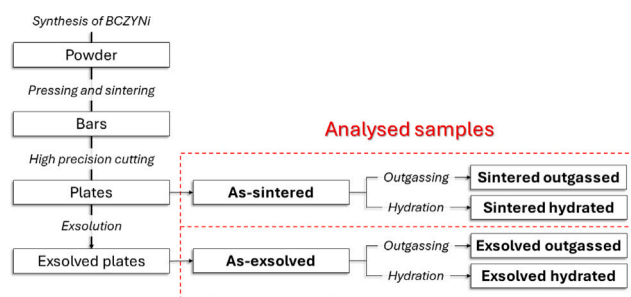 Synthesis of BCZYNi
Powder
Pressing and sintering
Bars
Analysed samples
High precision cutting
Plates
As-sintered
Outgassing
Sintered outgassed
Hydration
Sintered hydrated
Exsolution
Exsolved plates
As-exsolved
Outgassing
Exsolved outgassed
Hydration
Exsolved hydrated